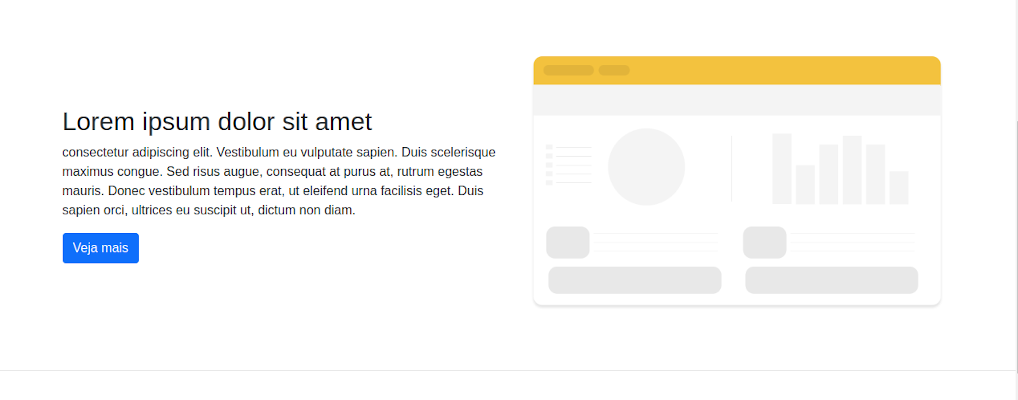 Lorem ipsum dolor sit amet
consectetur adipiscing elit. Vestibulum eu vulputate sapien. Duis scelerisque
maximus congue. Sed risus augue, consequat at purus at, rutrum egestas
mauris. Donec vestibulum tempus erat, ut eleifend urna facilisis eget. Duis
sapien orci, ultrices eu suscipit ut, dictum non diam.
Veja mais